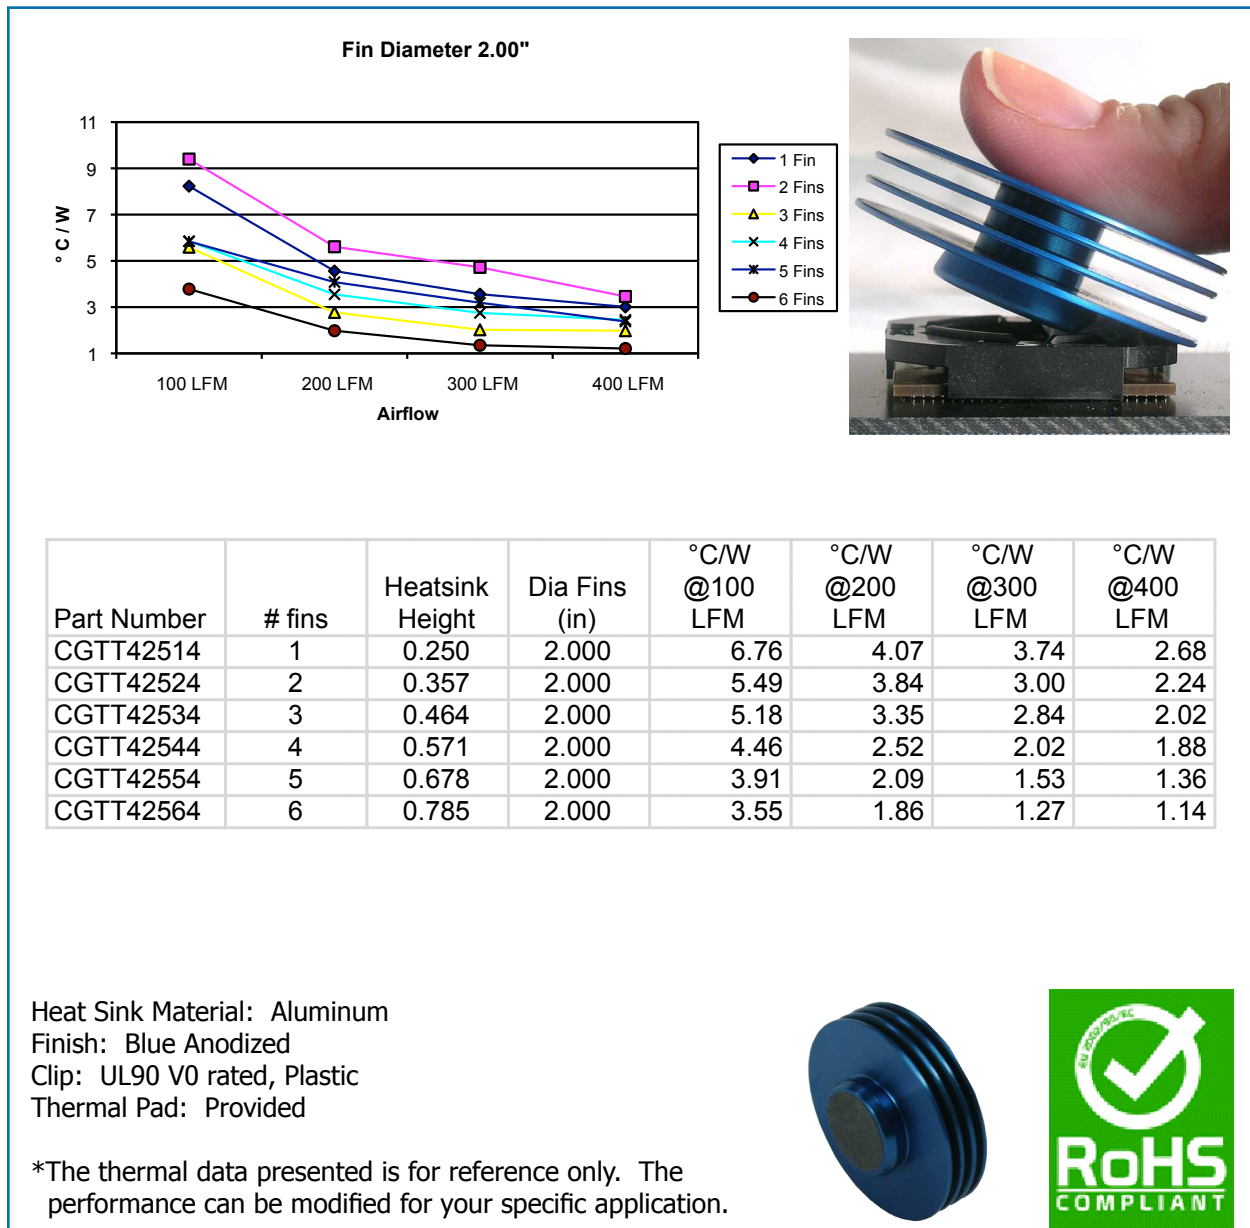 Fin Diameter 2.00"
11
9
7
5
3
1
° C / W
100 LFM 200 LFM 300 LFM 400 LFM
Airflow
1 Fin
2 Fins
3 Fins
4 Fins
5 Fins
6 Fins
Part Number # fins Heatsink Height Dia Fins (in) °C/W @100 LFM °C/W @200 LFM °C/W @300 LFM °C/W @400 LFM
CGTT42514 1 0.250 2.000 6.76 4.07 3.74 2.68
CGTT42524 2 0.357 2.000 5.49 3.84 3.00 2.24
CGTT42534 3 0.464 2.000 5.18 3.35 2.84 2.02
CGTT42544 4 0.571 2.000 4.46 2.52 2.02 1.88
CGTT42554 5 0.678 2.000 3.91 2.09 1.53 1.36
CGTT42564 6 0.785 2.000 3.55 1.86 1.27 1.14
Heat Sink Material: Aluminum
Finish: Blue Anodized
Clip: UL90 V0 rated, Plastic
Thermal Pad: Provided
*The thermal data presented is for reference only. The
performance can be modified for your specific application.
EU 2002/95/EC
RoHS
COMPLIANT